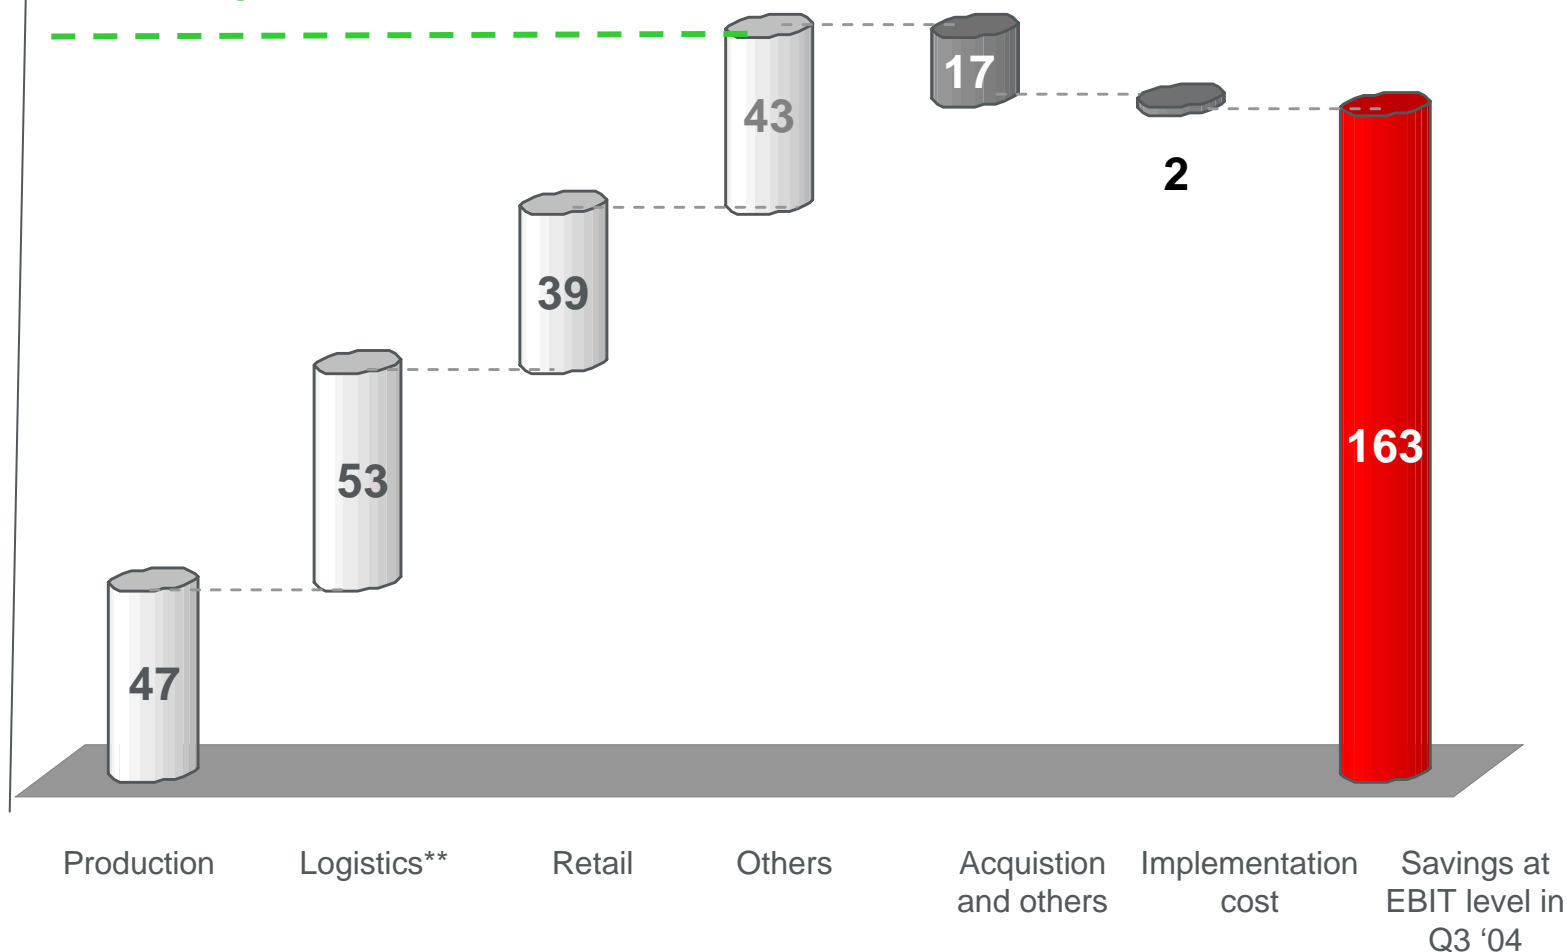 43
17
2
39
163
53
47
Production
Logistics**
Retail
Others
Acquistion
and others
Implementation
cost
Savings at
EBIT level in
Q3 ‘04